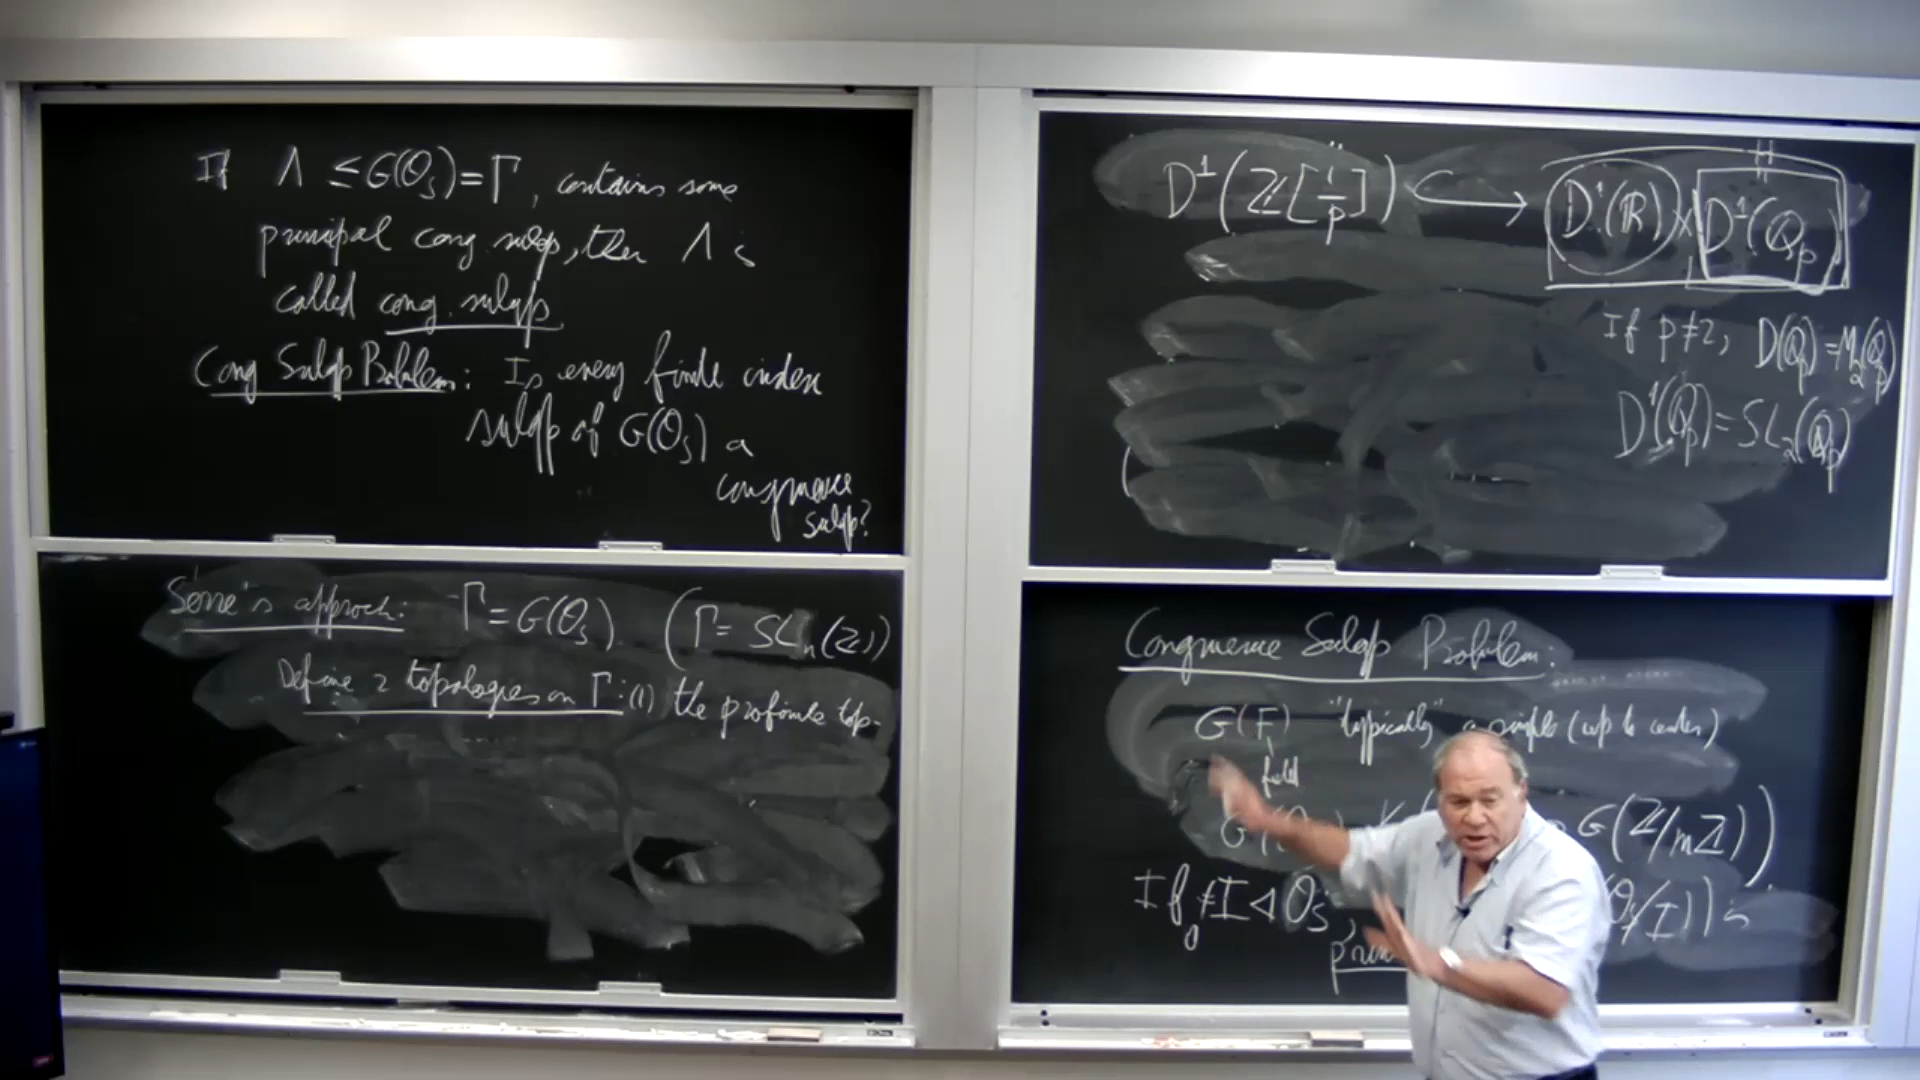 If Λ ≤ G(O_S) = Γ, contains some
principal cong subgp, then Λ is
called cong. subgp.
Cong Subgp Problem: Is every finite index
subgp of G(O_S) a
congruence
subgp?
Serre's approch: Γ = G(O_S). (Γ = SL_n(Z))
Define 2 topologies on Γ: (1) the profinite top.
D^1(Z[1/p]) ↪ D^1(R) × D^1(Q_p)
If p≠2, D(Q_p) = M_2(Q_p)
D^1(Q_p) = SL_2(Q_p)
Congruence Subgp Problem:
G(F) "typically" a simple (up to center)
field
G(Z/mZ))
If 0≠I ◁ O_S, O_S/I)) is